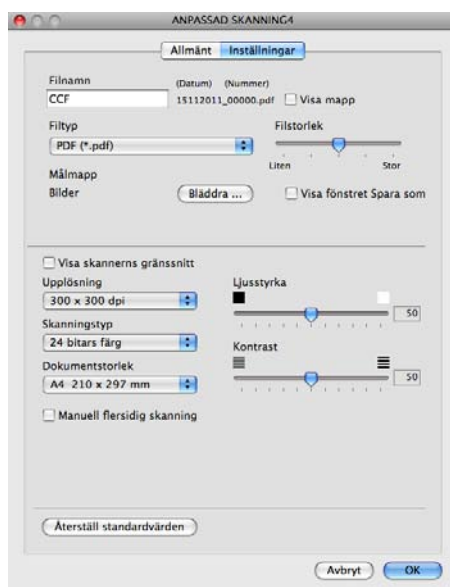 ANPASSAD SKANNING4
Allmänt Inställningar
Filnamn (Datum) (Nummer)
CCF 15112011_00000.pdf Visa mapp
Filtyp Filstorlek
PDF (*.pdf)
Liten Stor
Målmapp
Bilder Bläddra ... Visa fönstret Spara som
Visa skannerns gränssnitt
Upplösning Ljusstyrka
300 x 300 dpi 50
Skanningstyp
24 bitars färg Kontrast
Dokumentstorlek
A4 210 x 297 mm 50
Manuell flersidig skanning
Återställ standardvärden
Avbryt OK